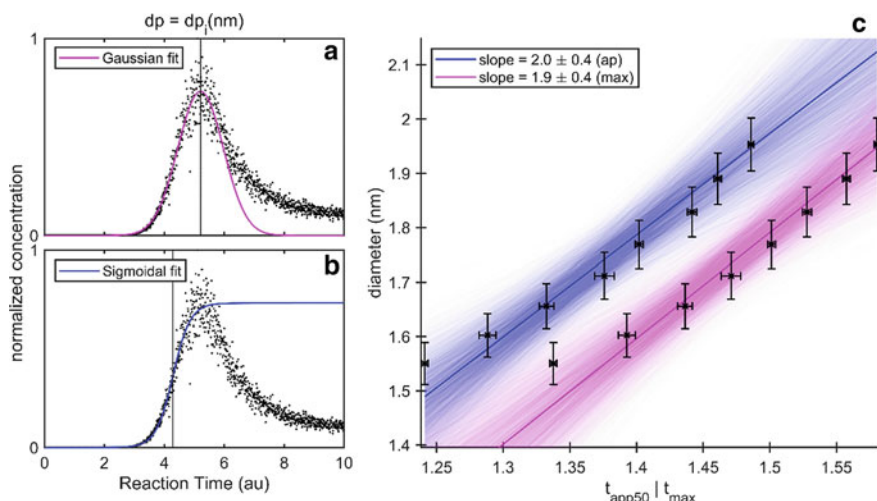 dp = dp_i(nm)
a
Gaussian fit
1
0
normalized concentration
b
Sigmoidal fit
1
0
0 2 4 6 8 10
Reaction Time (au)
c
slope = 2.0 ± 0.4 (ap)
slope = 1.9 ± 0.4 (max)
2.1
2
1.9
1.8
1.7
1.6
1.5
1.4
diameter (nm)
1.25 1.3 1.35 1.4 1.45 1.5 1.55
t_app50 | t_max